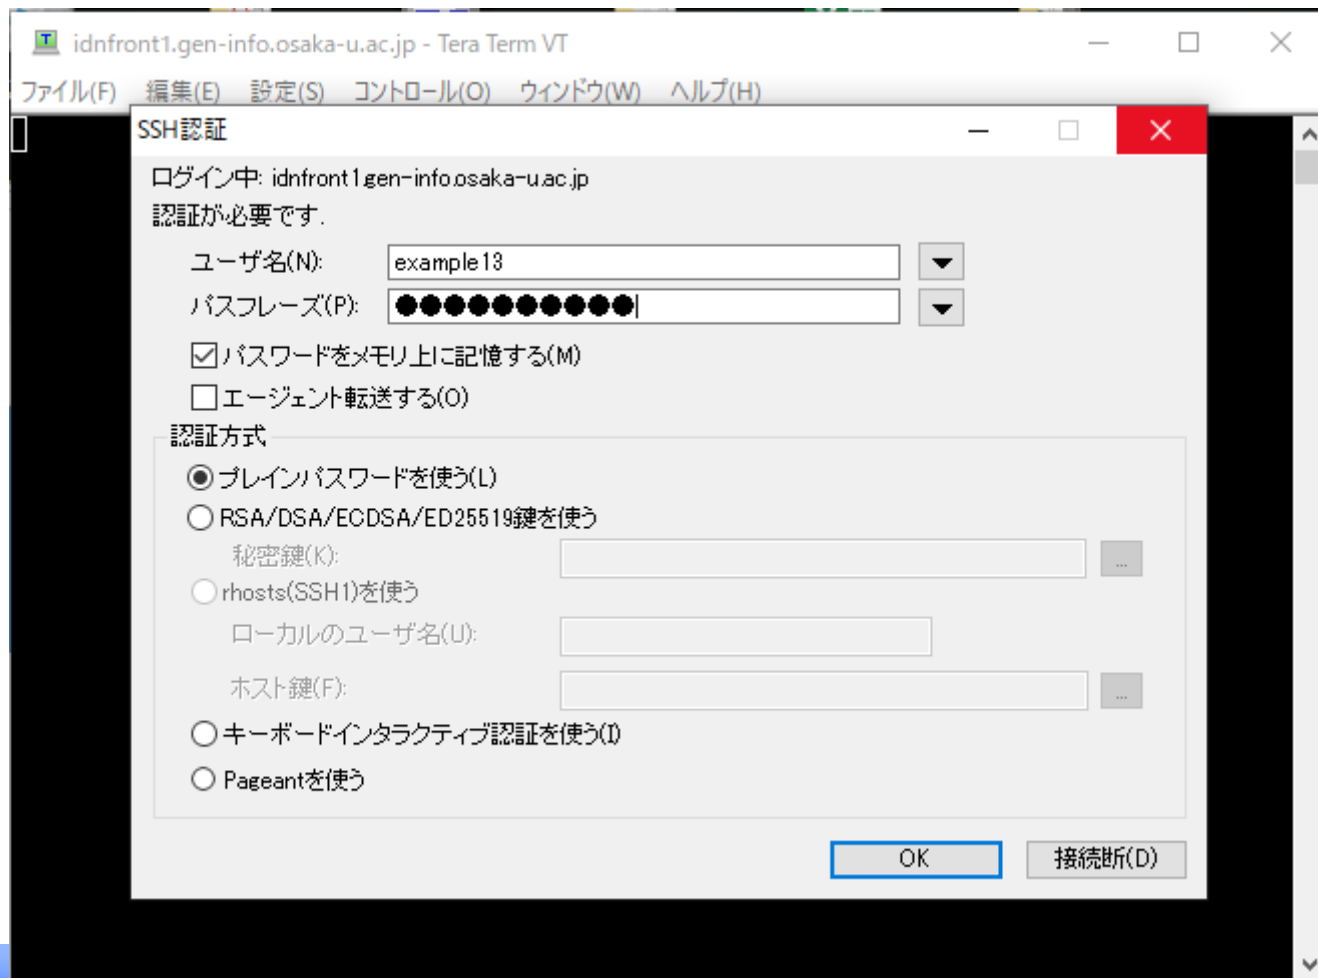 idnfront1.gen-info.osaka-u.ac.jp - Tera Term VT
ファイル(F) 編集(E) 設定(S) コントロール(O) ウィンドウ(W) ヘルプ(H)
SSH認証
ログイン中: idnfront1.gen-info.osaka-u.ac.jp
認証が必要です.
ユーザ名(N): example13
パスフレーズ(P): ●●●●●●●●●●
パスワードをメモリ上に記憶する(M)
エージェント転送する(O)
認証方式
プレインパスワードを使う(L)
RSA/DSA/ECDSA/ED25519鍵を使う
秘密鍵(K): ...
rhosts(SSH1)を使う
ローカルのユーザ名(U):
ホスト鍵(F): ...
キーボードインタラクティブ認証を使う(I)
Pageantを使う
OK 接続断(D)